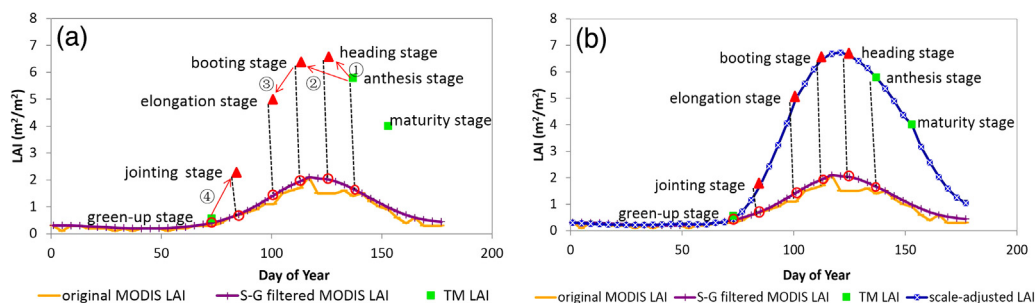 (a)
LAI (m²/m²)
8
7
6
5
4
3
2
1
0
heading stage
booting stage
①
anthesis stage
③
②
elongation stage
maturity stage
jointing stage
④
green-up stage
0 50 100 150 200
Day of Year
original MODIS LAI S-G filtered MODIS LAI TM LAI
(b)
LAI (m²/m²)
8
7
6
5
4
3
2
1
0
booting stage
heading stage
anthesis stage
elongation stage
maturity stage
jointing stage
green-up stage
0 50 100 150 200
Day of Year
original MODIS LAI S-G filtered MODIS LAI TM LAI scale-adjusted LAI